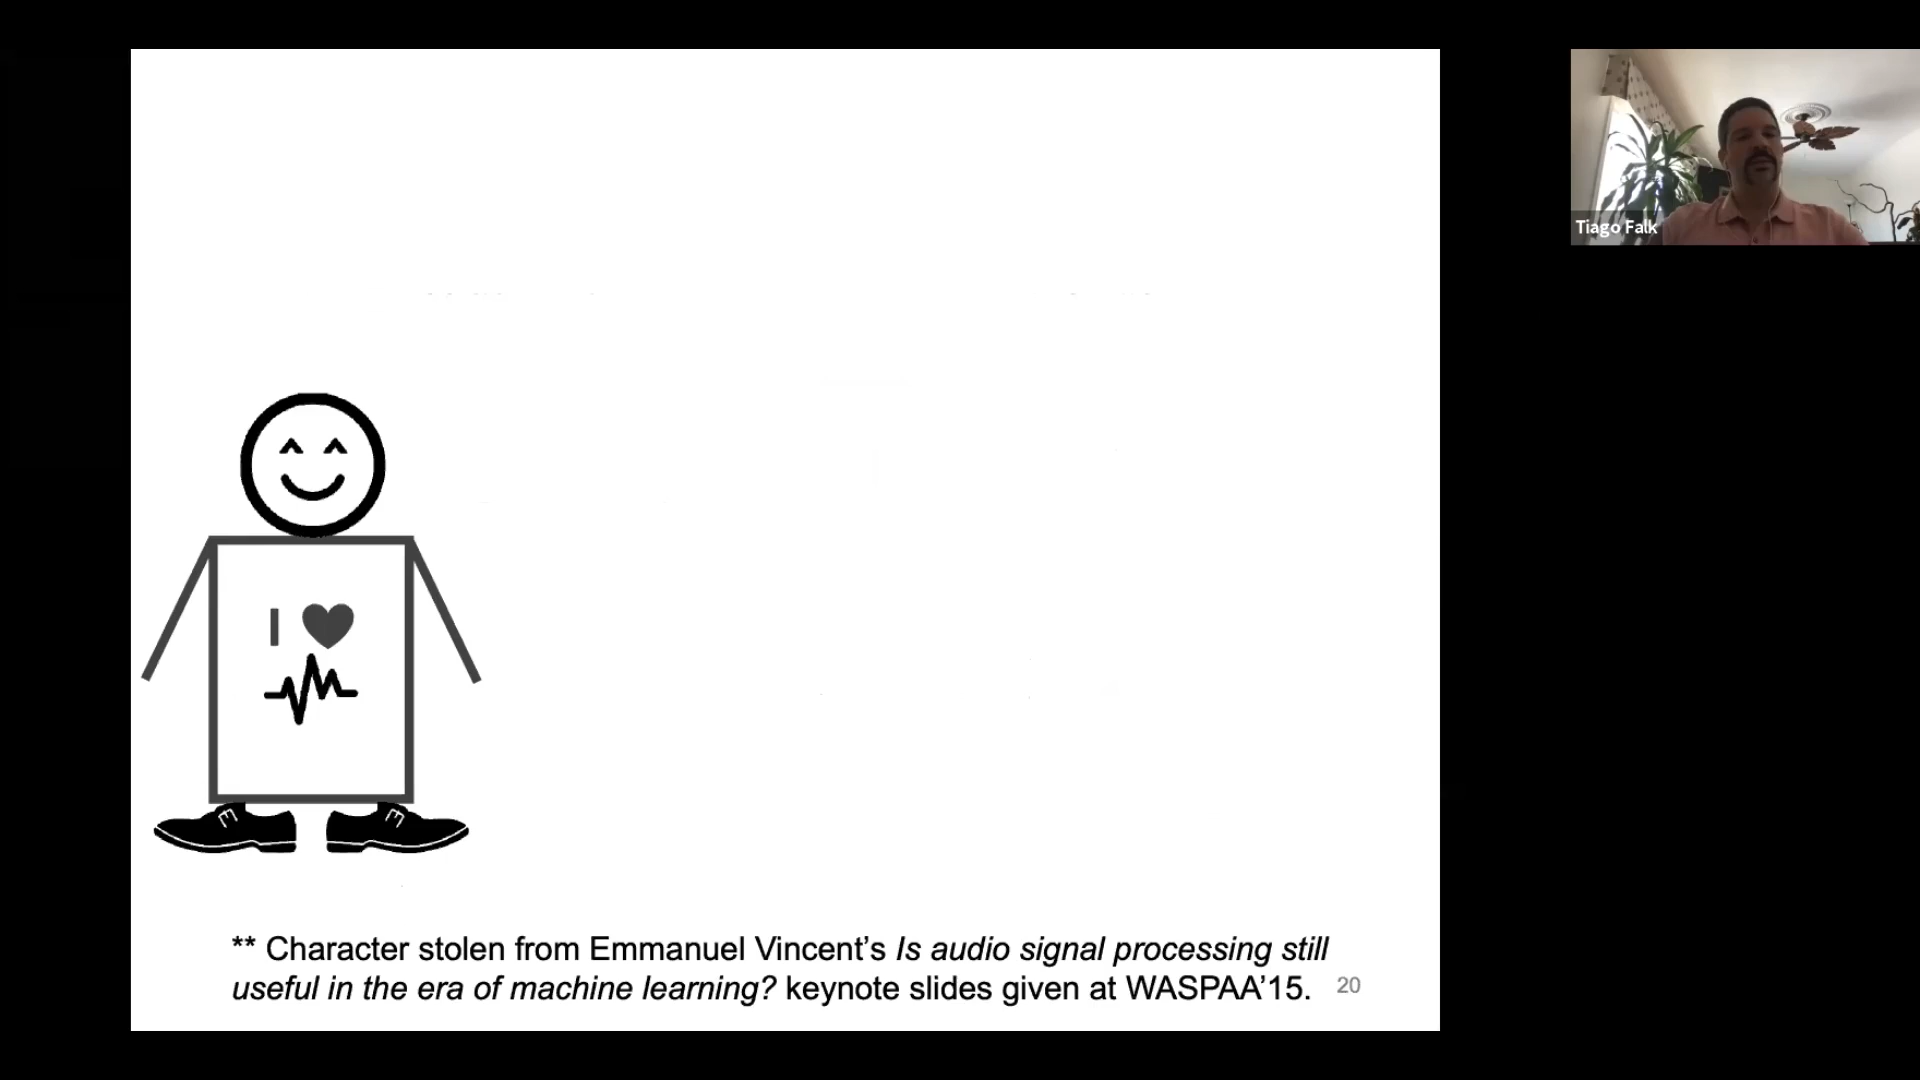 Tiago Falk
I
** Character stolen from Emmanuel Vincent’s Is audio signal processing still
useful in the era of machine learning? keynote slides given at WASPAA’15.
20